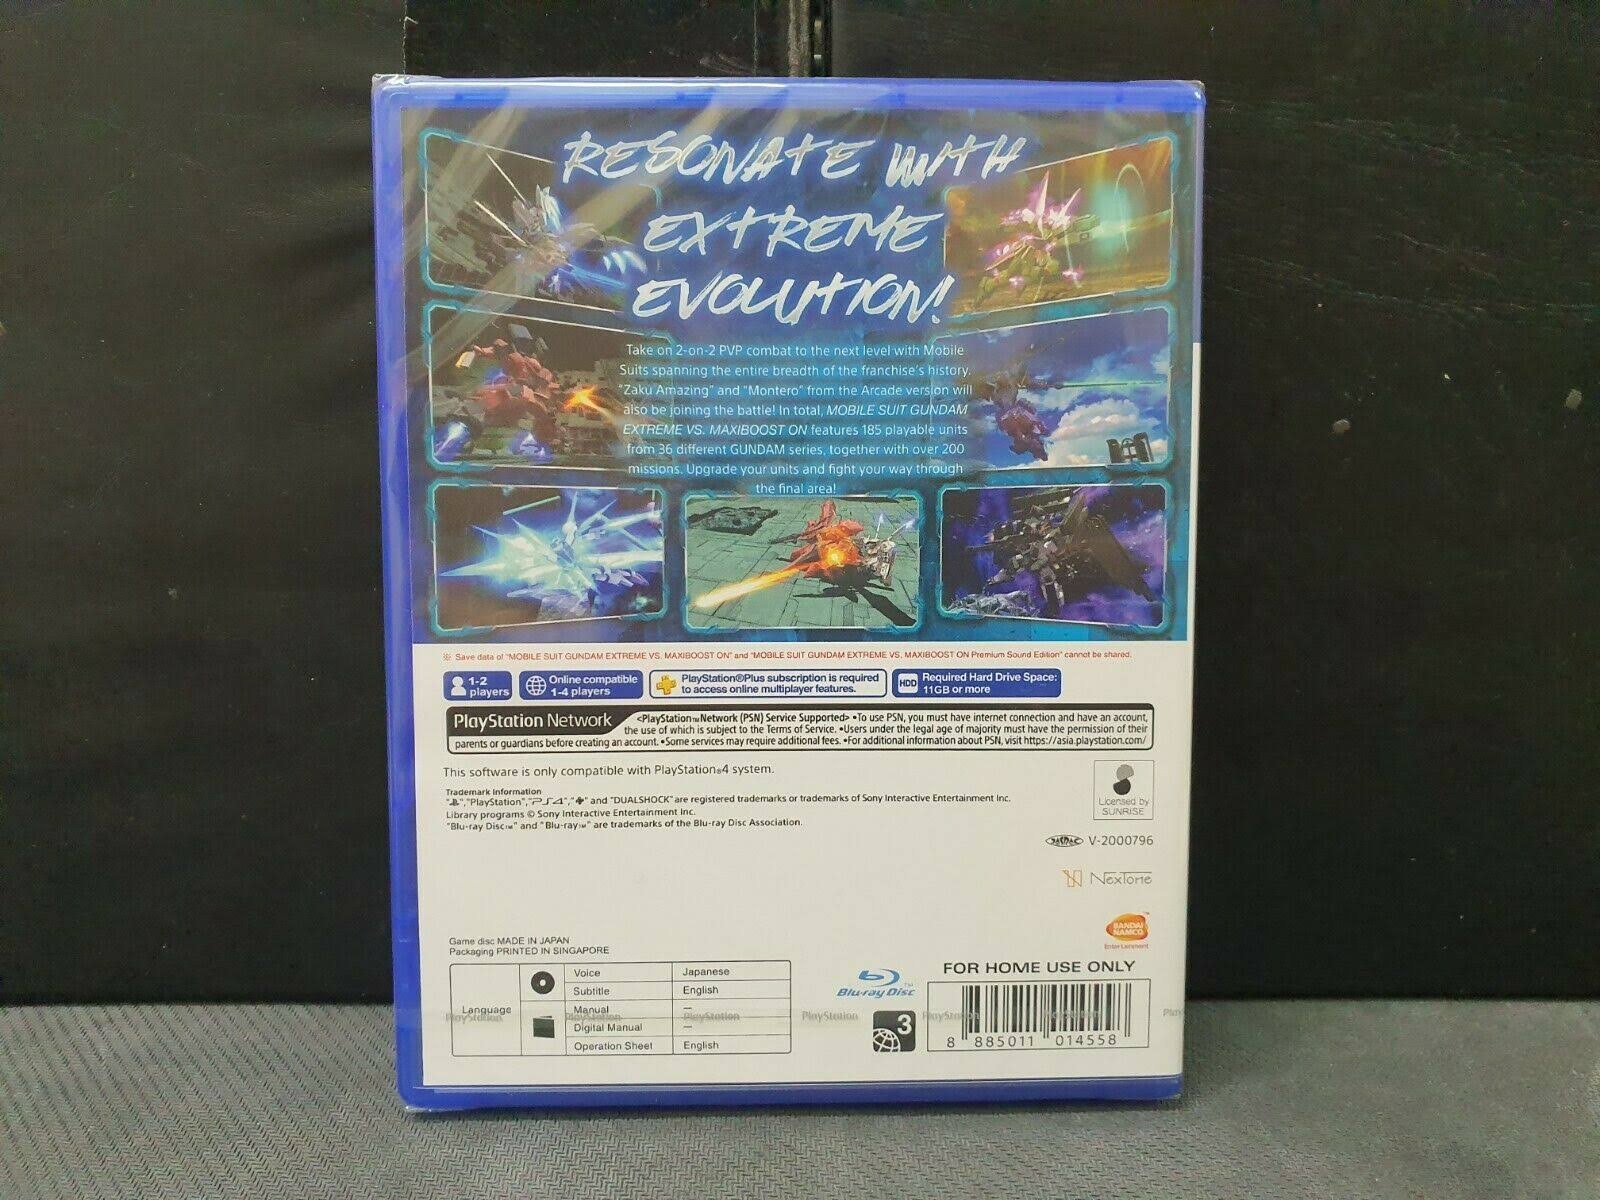 RESONATE WITH
EXTREME
EVOLUTION!
Take on 2-on-2 PVP combat to the next level with Mobile
Suits spanning the entire breadth of the franchise's history.
"Zaku Amazing" and "Montero" from the Arcade version will
also be joining the battle! In total, MOBILE SUIT GUNDAM
EXTREME VS. MAXIBOOST ON features 185 playable units
from 36 different GUNDAM series, together with over 200
missions. Upgrade your units and fight your way through
the final area!
※ Save data of "MOBILE SUIT GUNDAM EXTREME VS. MAXIBOOST ON" and "MOBILE SUIT GUNDAM EXTREME VS. MAXIBOOST ON Premium Sound Edition" cannot be shared.
1-2
players
Online compatible
1-4 players
PlayStation®Plus subscription is required
to access online multiplayer features.
HDD
Required Hard Drive Space:
11GB or more
PlayStation Network
<PlayStation™Network (PSN) Service Supported> •To use PSN, you must have internet connection and have an account,
the use of which is subject to the Terms of Service. •Users under the legal age of majority must have the permission of their
parents or guardians before creating an account. •Some services may require additional fees. •For additional information about PSN, visit https://asia.playstation.com/
This software is only compatible with PlayStation®4 system.
Trademark Information
"PlayStation", "PS4", and "DUALSHOCK" are registered trademarks or trademarks of Sony Interactive Entertainment Inc.
Library programs © Sony Interactive Entertainment Inc.
"Blu-ray Disc™" and "Blu-ray™" are trademarks of the Blu-ray Disc Association.
Licensed by
SUNRISE
JASRAC V-2000796
NexTone
BANDAI
NAMCO
Entertainment
Game disc MADE IN JAPAN
Packaging PRINTED IN SINGAPORE
Language
Voice Japanese
Subtitle English
Manual —
Digital Manual —
Operation Sheet English
PlayStation PlayStation PlayStation PlayStation PlayStation PlayStation
Blu-ray Disc™
3
FOR HOME USE ONLY
8 885011 014558